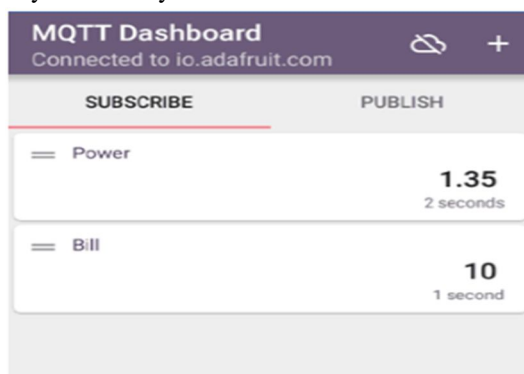 MQTT Dashboard
Connected to io.adafruit.com
SUBSCRIBE PUBLISH
Power
1.35
2 seconds
Bill
10
1 second